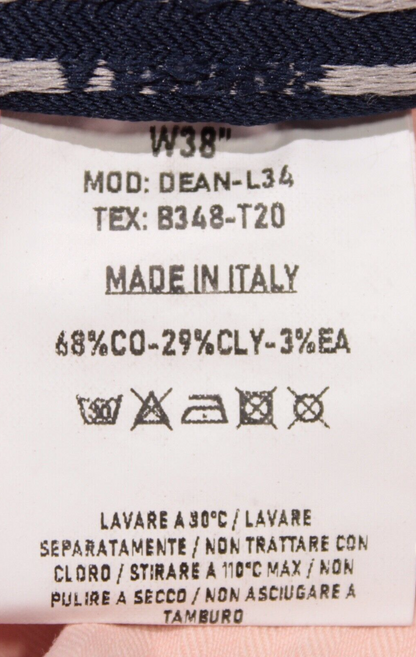 W38"
MOD: DEAN-L34
TEX: B348-T20
MADE IN ITALY
68%CO-29%CLY-3%EA
30
LAVARE A 30°C / LAVARE
SEPARATAMENTE / NON TRATTARE CON
CLORO / STIRARE A 110°C MAX / NON
PULIRE A SECCO / NON ASCIUGARE A
TAMBURO